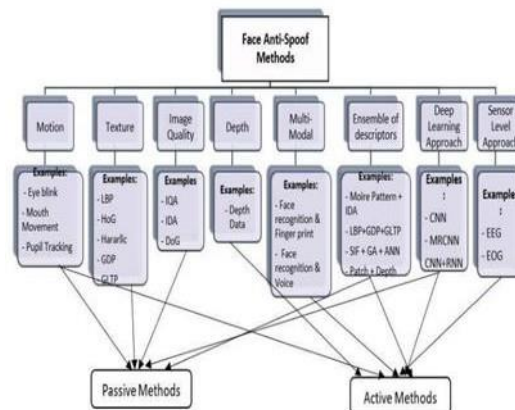 Face Anti-Spoof
Methods
Motion
Texture
Image
Quality
Depth
Multi-
Modal
Ensemble of
descriptors
Deep
Learning
Approach
Sensor
Level
Approach
Examples:
- Eye blink
- Mouth
Movement
- Pupil Tracking
Examples:
- LBP
- HoG
- Hararlic
- GDP
- GLTP
Examples:
- IQA
- IDA
- DoG
Examples:
- Depth
Data
Examples:
- Face
recognition &
Finger print
- Face
recognition &
Voice
Examples:
- Moire Pattern +
IDA
- LBP+GDP+GLTP
- SIF + GA + ANN
- Patch + Depth
Examples
:
- CNN
- MRCNN
CNN+RNN
Examples
:
- EEG
- EOG
Passive Methods
Active Methods